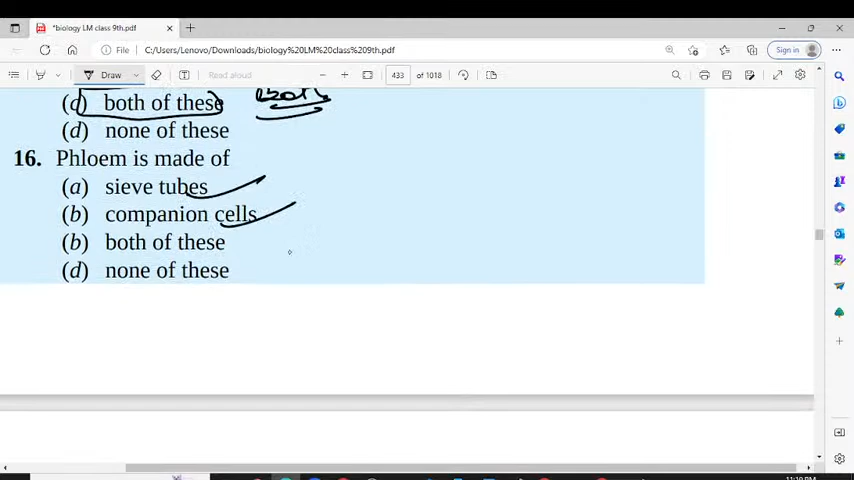 *biology LM class 9th.pdf
File
C:/Users/Lenovo/Downloads/biology%20LM%20class%209th.pdf
Sign in
Draw
Read aloud
433 of 1018
(c) both of these Both
(d) none of these
16. Phloem is made of
(a) sieve tubes
(b) companion cells
(b) both of these
(d) none of these